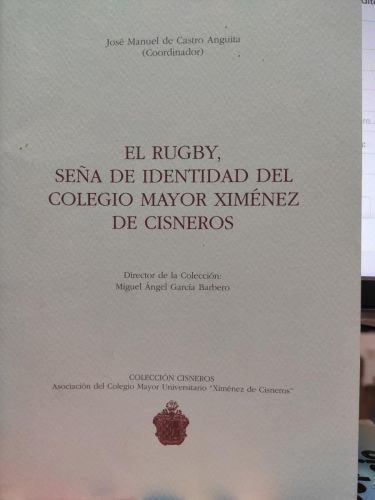 José Manuel de Castro Anguita
(Coordinador)
EL RUGBY,
SEÑA DE IDENTIDAD DEL
COLEGIO MAYOR XIMÉNEZ
DE CISNEROS
Director de la Colección:
Miguel Ángel García Barbero
COLECCIÓN CISNEROS
Asociación del Colegio Mayor Universitario "Ximénez de Cisneros"